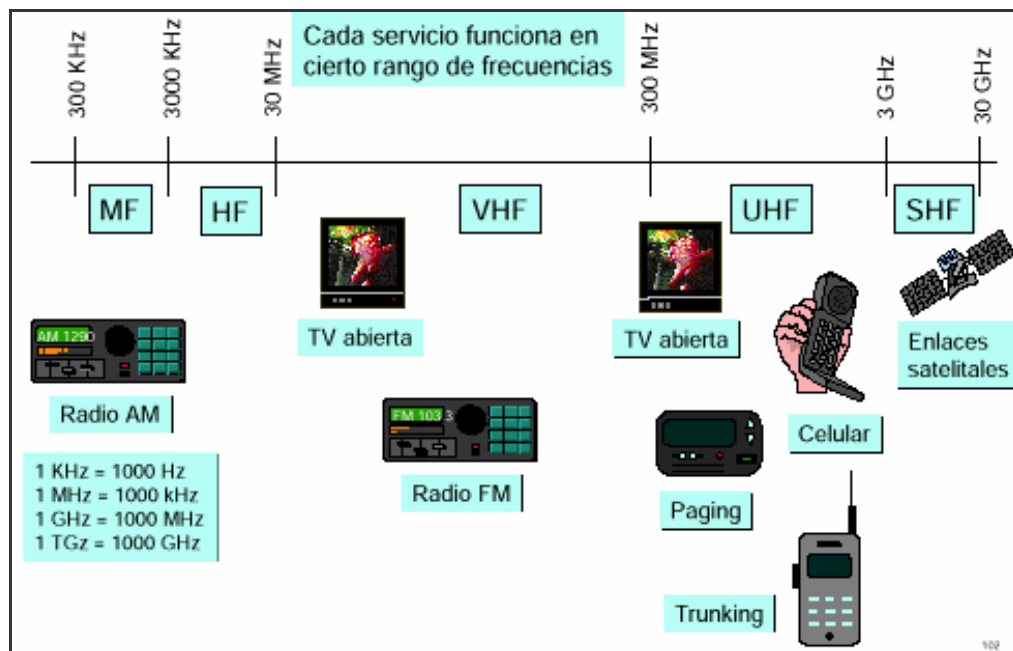 300 KHz
3000 KHz
30 MHz
Cada servicio funciona en
cierto rango de frecuencias
300 MHz
3 GHz
30 GHz
MF
HF
VHF
UHF
SHF
TV abierta
TV abierta
Enlaces
satelitales
AM 1290
Radio AM
FM 103.3
Radio FM
Celular
Paging
1 KHz = 1000 Hz
1 MHz = 1000 kHz
1 GHz = 1000 MHz
1 TGz = 1000 GHz
Trunking
102